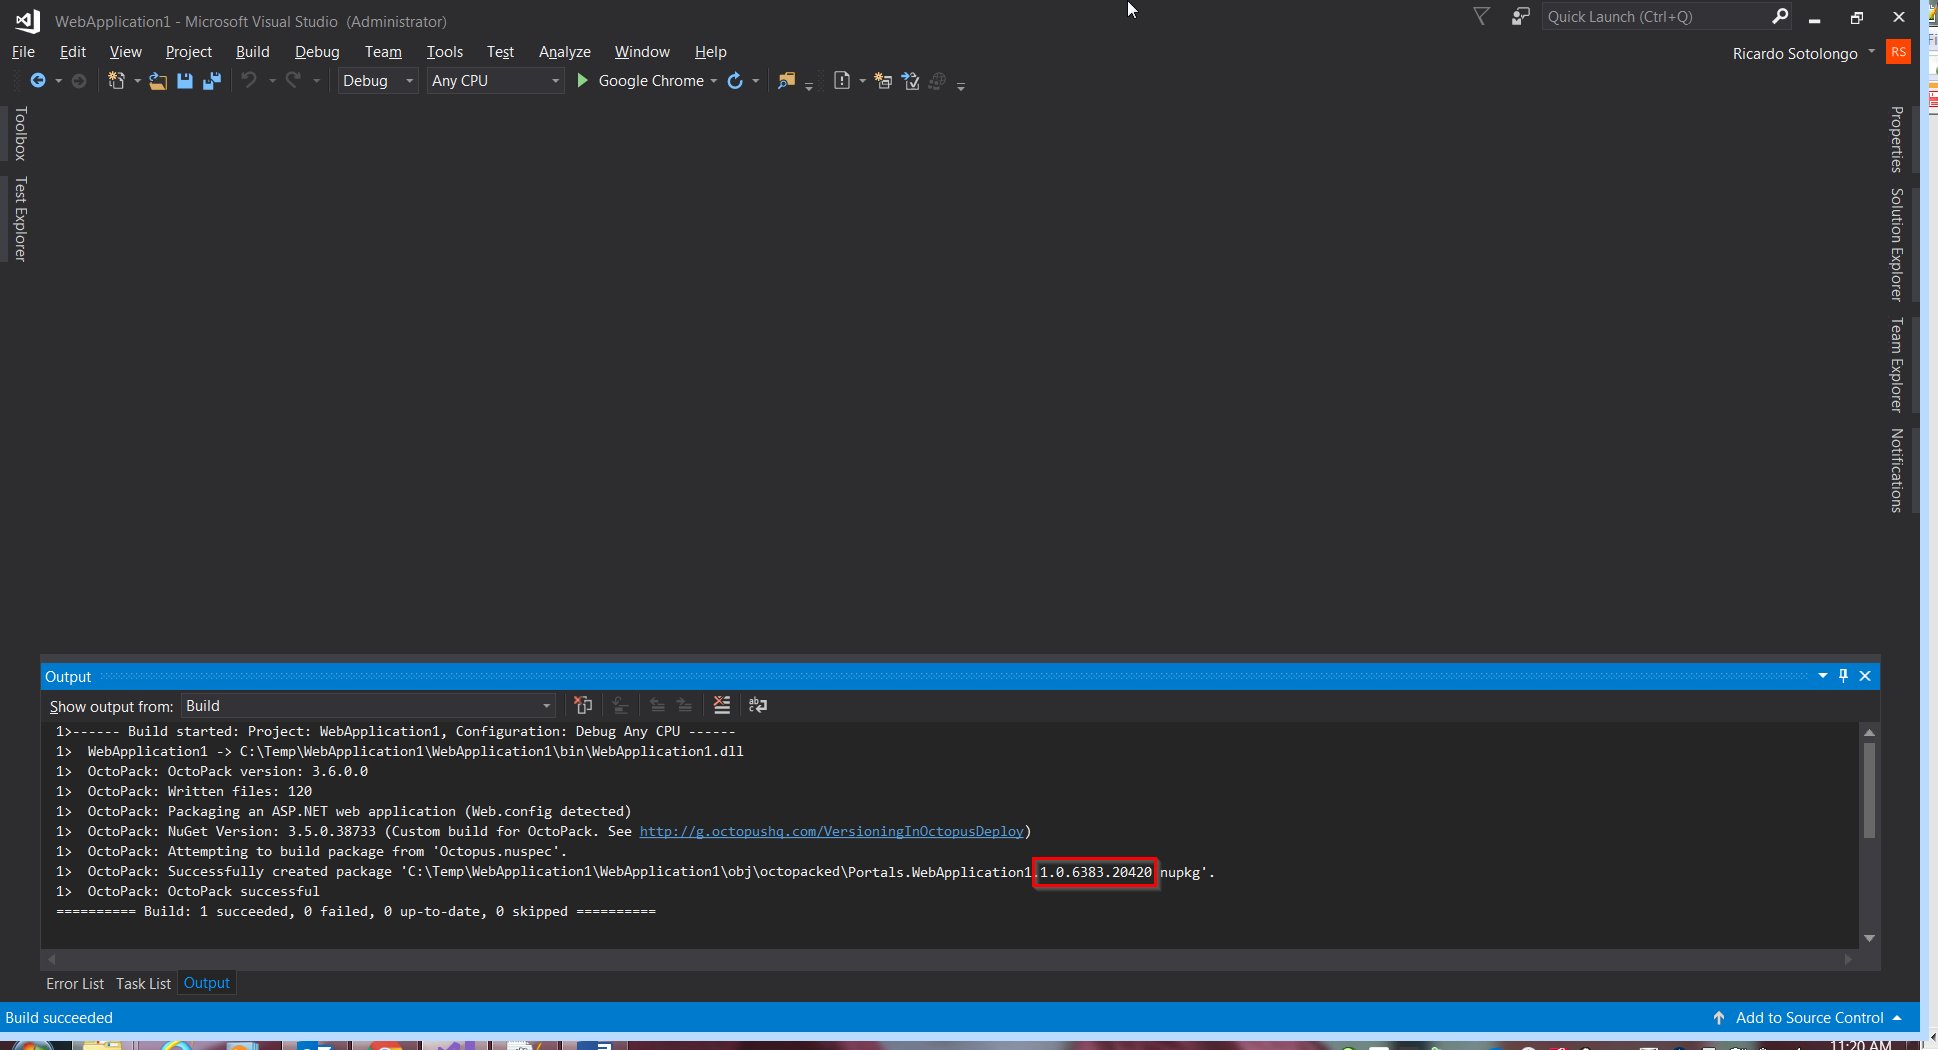 WebApplication1 - Microsoft Visual Studio (Administrator)
Quick Launch (Ctrl+Q)
File Edit View Project Build Debug Team Tools Test Analyze Window Help
Ricardo Sotolongo RS
Debug Any CPU Google Chrome
Toolbox
Test Explorer
Properties
Solution Explorer
Team Explorer
Notifications
Output
Show output from: Build
1>------ Build started: Project: WebApplication1, Configuration: Debug Any CPU ------
1>  WebApplication1 -> C:\Temp\WebApplication1\WebApplication1\bin\WebApplication1.dll
1>  OctoPack: OctoPack version: 3.6.0.0
1>  OctoPack: Written files: 120
1>  OctoPack: Packaging an ASP.NET web application (Web.config detected)
1>  OctoPack: NuGet Version: 3.5.0.38733 (Custom build for OctoPack. See http://g.octopushq.com/VersioningInOctopusDeploy)
1>  OctoPack: Attempting to build package from 'Octopus.nuspec'.
1>  OctoPack: Successfully created package 'C:\Temp\WebApplication1\WebApplication1\obj\octopacked\Portals.WebApplication1.1.0.6383.20420 nupkg'.
1>  OctoPack: OctoPack successful
========== Build: 1 succeeded, 0 failed, 0 up-to-date, 0 skipped ==========
Error List Task List Output
Build succeeded
Add to Source Control
11:20 AM